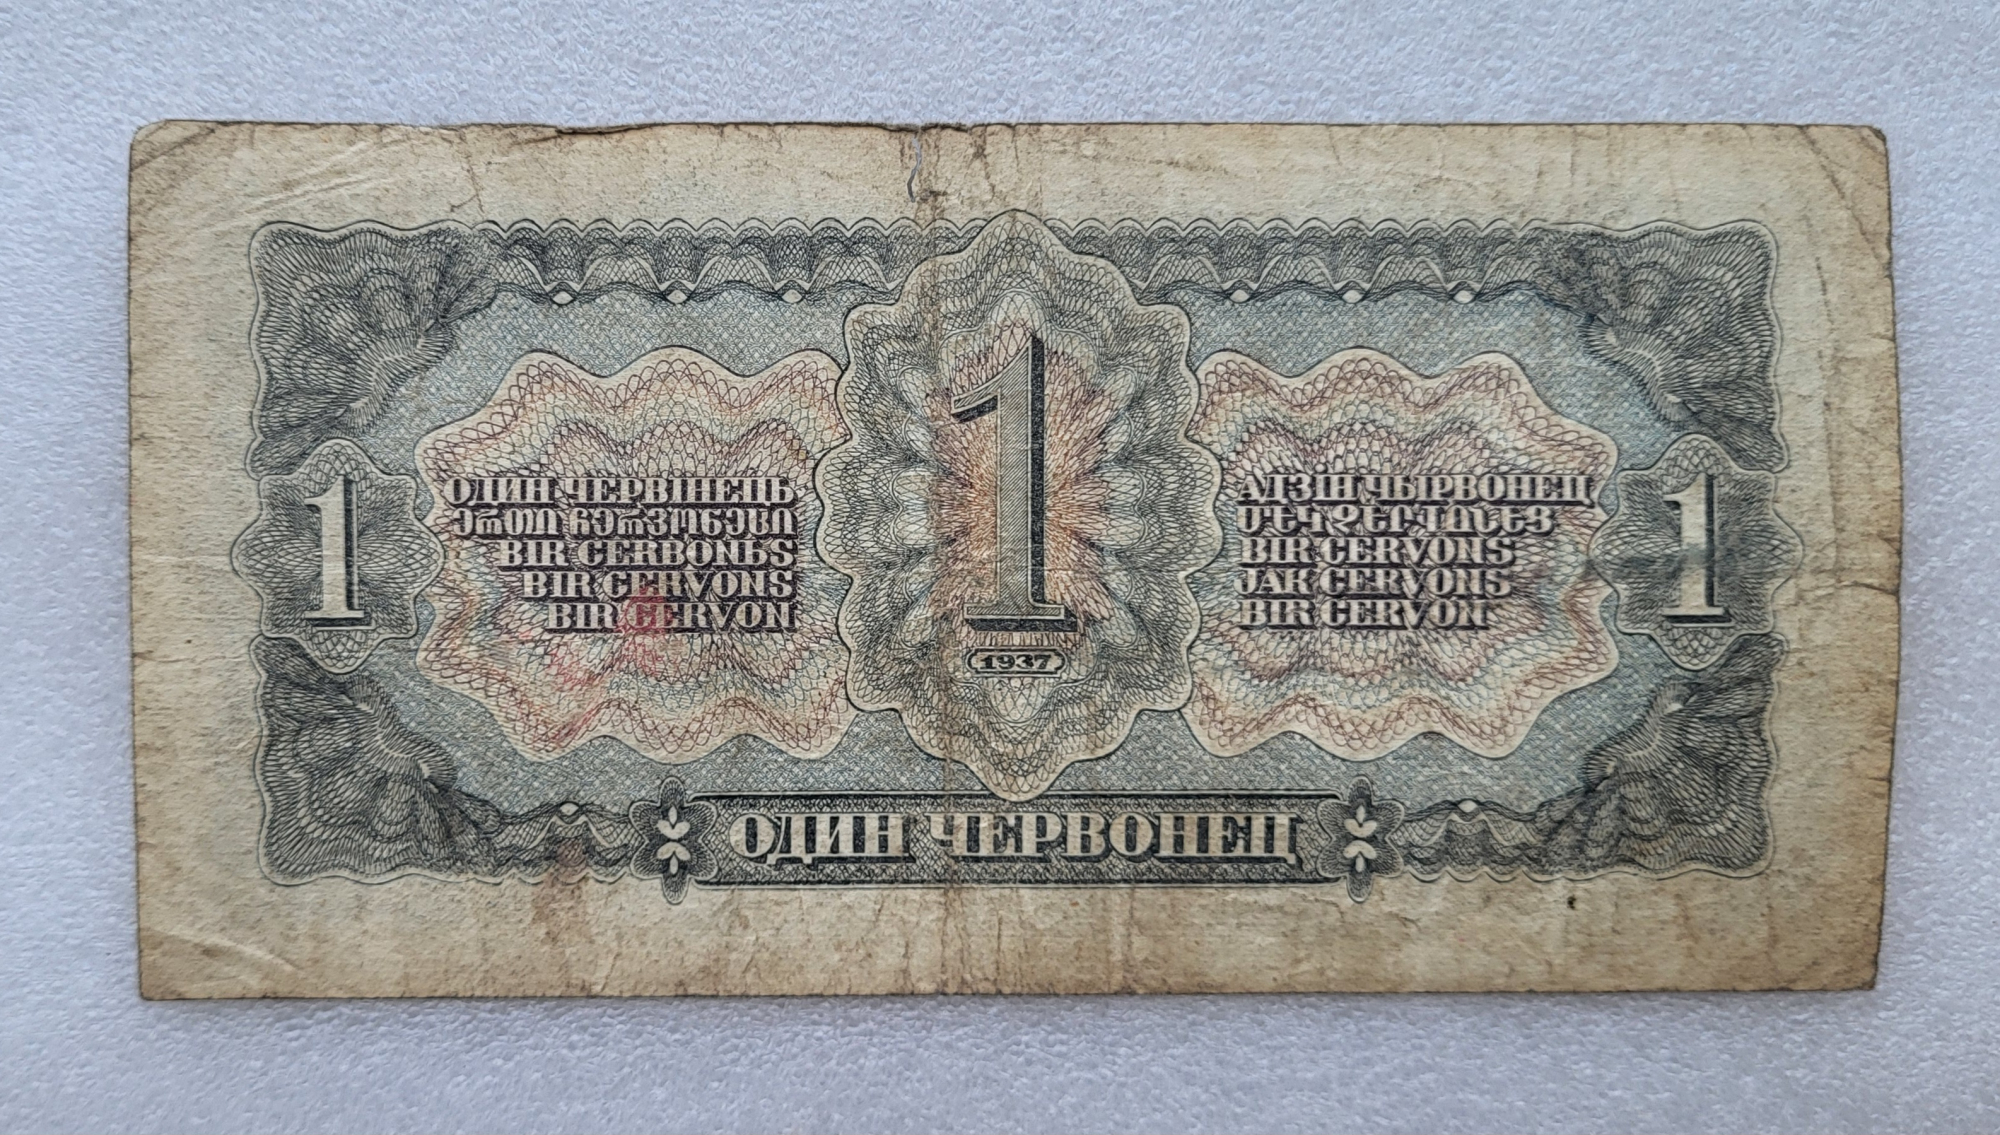 ОДИН ЧЕРВІНЕЦЬ
ᲔᲠᲗᲘ ᲩᲔᲠᲕᲝᲜᲔᲪᲘ
BIR CERBONЬS
BIR CERVONS
BIR CERVON
1
1
1937
АДЗІН ЧЫРВОНЕЦ
ՄԵԿ ՉԵՐՎՈՆԵՑ
BIR CERVONS
JAK CERVONS
BIR CERVON
1
ОДИН ЧЕРВОНЕЦ